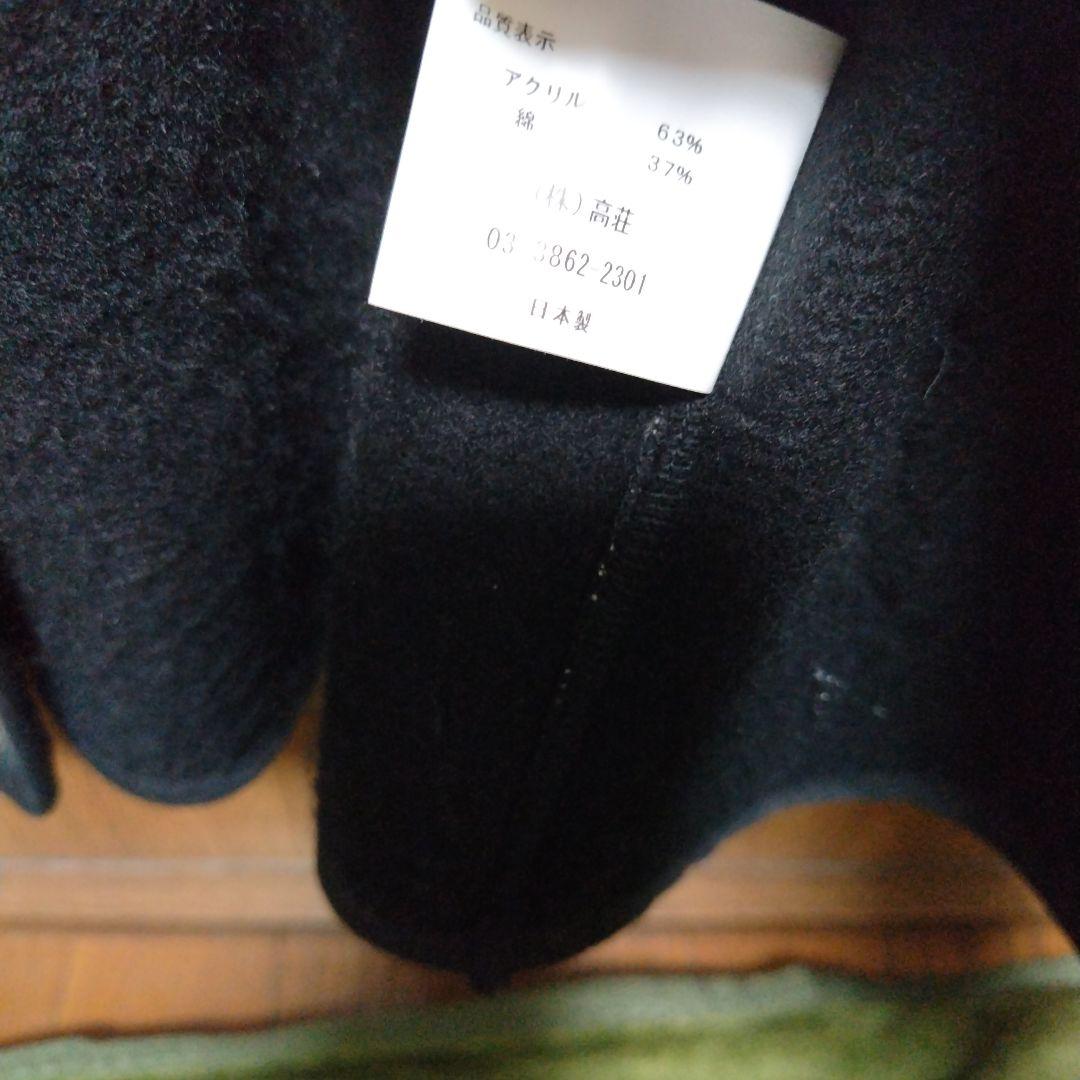 品質表示
アクリル 63%
綿 37%
(株)高荘
03-3862-2301
日本製